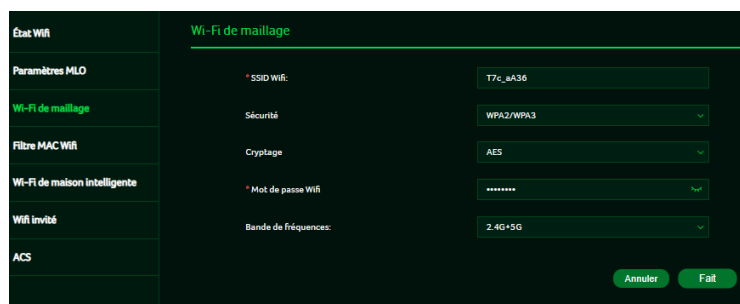 État Wifi
Paramètres MLO
Wi-Fi de maillage
Filtre MAC Wifi
Wi-Fi de maison intelligente
Wifi invité
ACS
Wi-Fi de maillage
* SSID Wifi: T7c_aA36
Sécurité WPA2/WPA3
Cryptage AES
* Mot de passe Wifi ••••••••
Bande de fréquences: 2.4G+5G
Annuler Fait